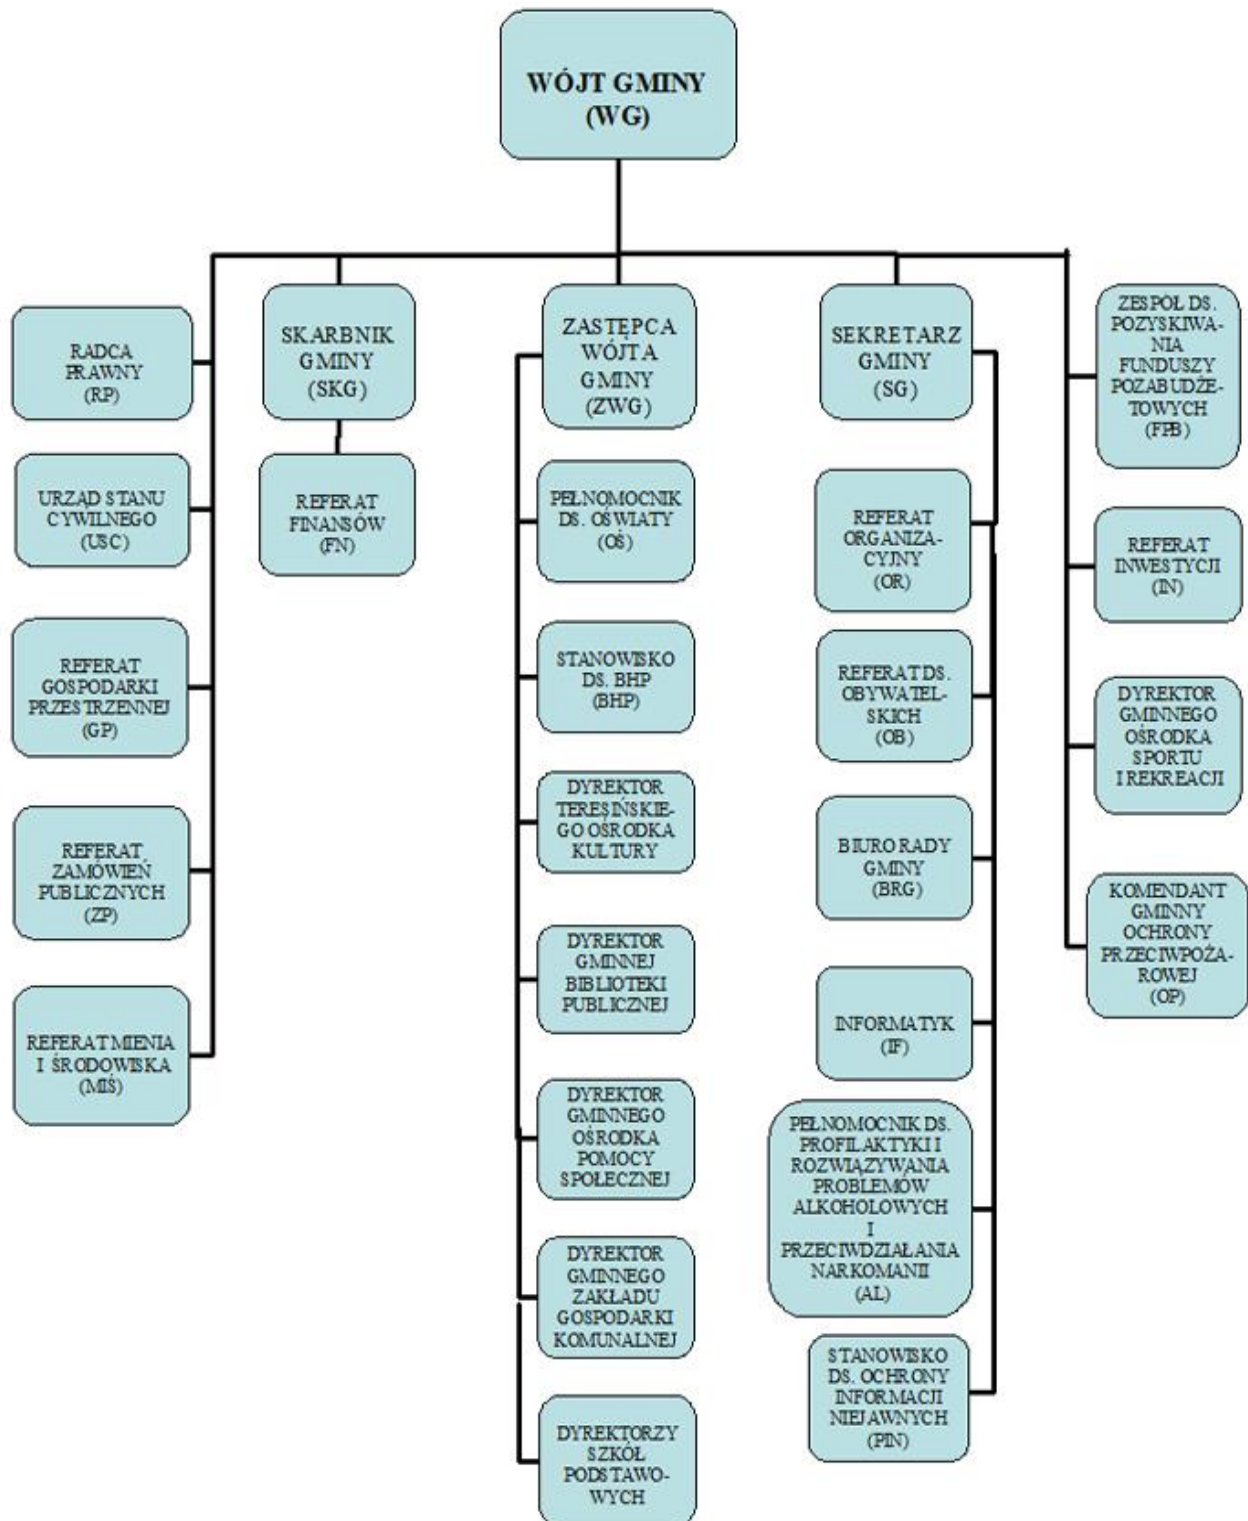 WÓJT GMINY
(WG)
RADCA
PRAWNY
(RP)
URZĄD STANU
CYWILNEGO
(USC)
REFERAT
GOSPODARKI
PRZESTRZENNEJ
(GP)
REFERAT
ZAMÓWIEŃ
PUBLICZNYCH
(ZP)
REFERAT MIENIA
I ŚRODOWISKA
(MIŚ)
SKARBNIK
GMINY
(SKG)
REFERAT
FINANSÓW
(FN)
ZASTĘPCA
WÓJTA
GMINY
(ZWG)
PEŁNOMOCNIK
DS. OŚWIATY
(OŚ)
STANOWISKO
DS. BHP
(BHP)
DYREKTOR
TERESIŃSKIE-
GO OŚRODKA
KULTURY
DYREKTOR
GMINNEJ
BIBLIOTEKI
PUBLICZNEJ
DYREKTOR
GMINNEGO
OŚRODKA
POMOCY
SPOŁECZNEJ
DYREKTOR
GMINNEGO
ZAKŁADU
GOSPODARKI
KOMUNALNEJ
DYREKTORZY
SZKÓŁ
PODSTAWO-
WYCH
SEKRETARZ
GMINY
(SG)
REFERAT
ORGANIZA-
CYJNY
(OR)
REFERAT DS.
OBYWATEL-
SKICH
(OB)
BIURO RADY
GMINY
(BRG)
INFORMATYK
(IF)
PEŁNOMOCNIK DS.
PROFILAKTYKI I
ROZWIĄZYWANIA
PROBLEMÓW
ALKOHOLOWYCH
I
PRZECIWDZIAŁANIA
NARKOMANII
(AL)
STANOWISKO
DS. OCHRONY
INFORMACJI
NIEJAWNYCH
(PIN)
ZESPÓŁ DS.
POZYSKIWA-
NIA
FUNDUSZY
POZABUDŻE-
TOWYCH
(FPB)
REFERAT
INWESTYCJI
(IN)
DYREKTOR
GMINNEGO
OŚRODKA
SPORTU
I REKREACJI
KOMENDANT
GMINNY
OCHRONY
PRZECIWPOŻA-
ROWEJ
(OP)